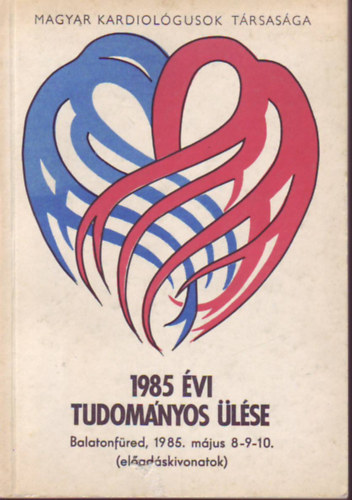 MAGYAR KARDIOLÓGUSOK TÁRSASÁGA
1985 ÉVI
TUDOMÁNYOS ÜLÉSE
Balatonfüred, 1985. május 8-9-10.
(előadáskivonatok)